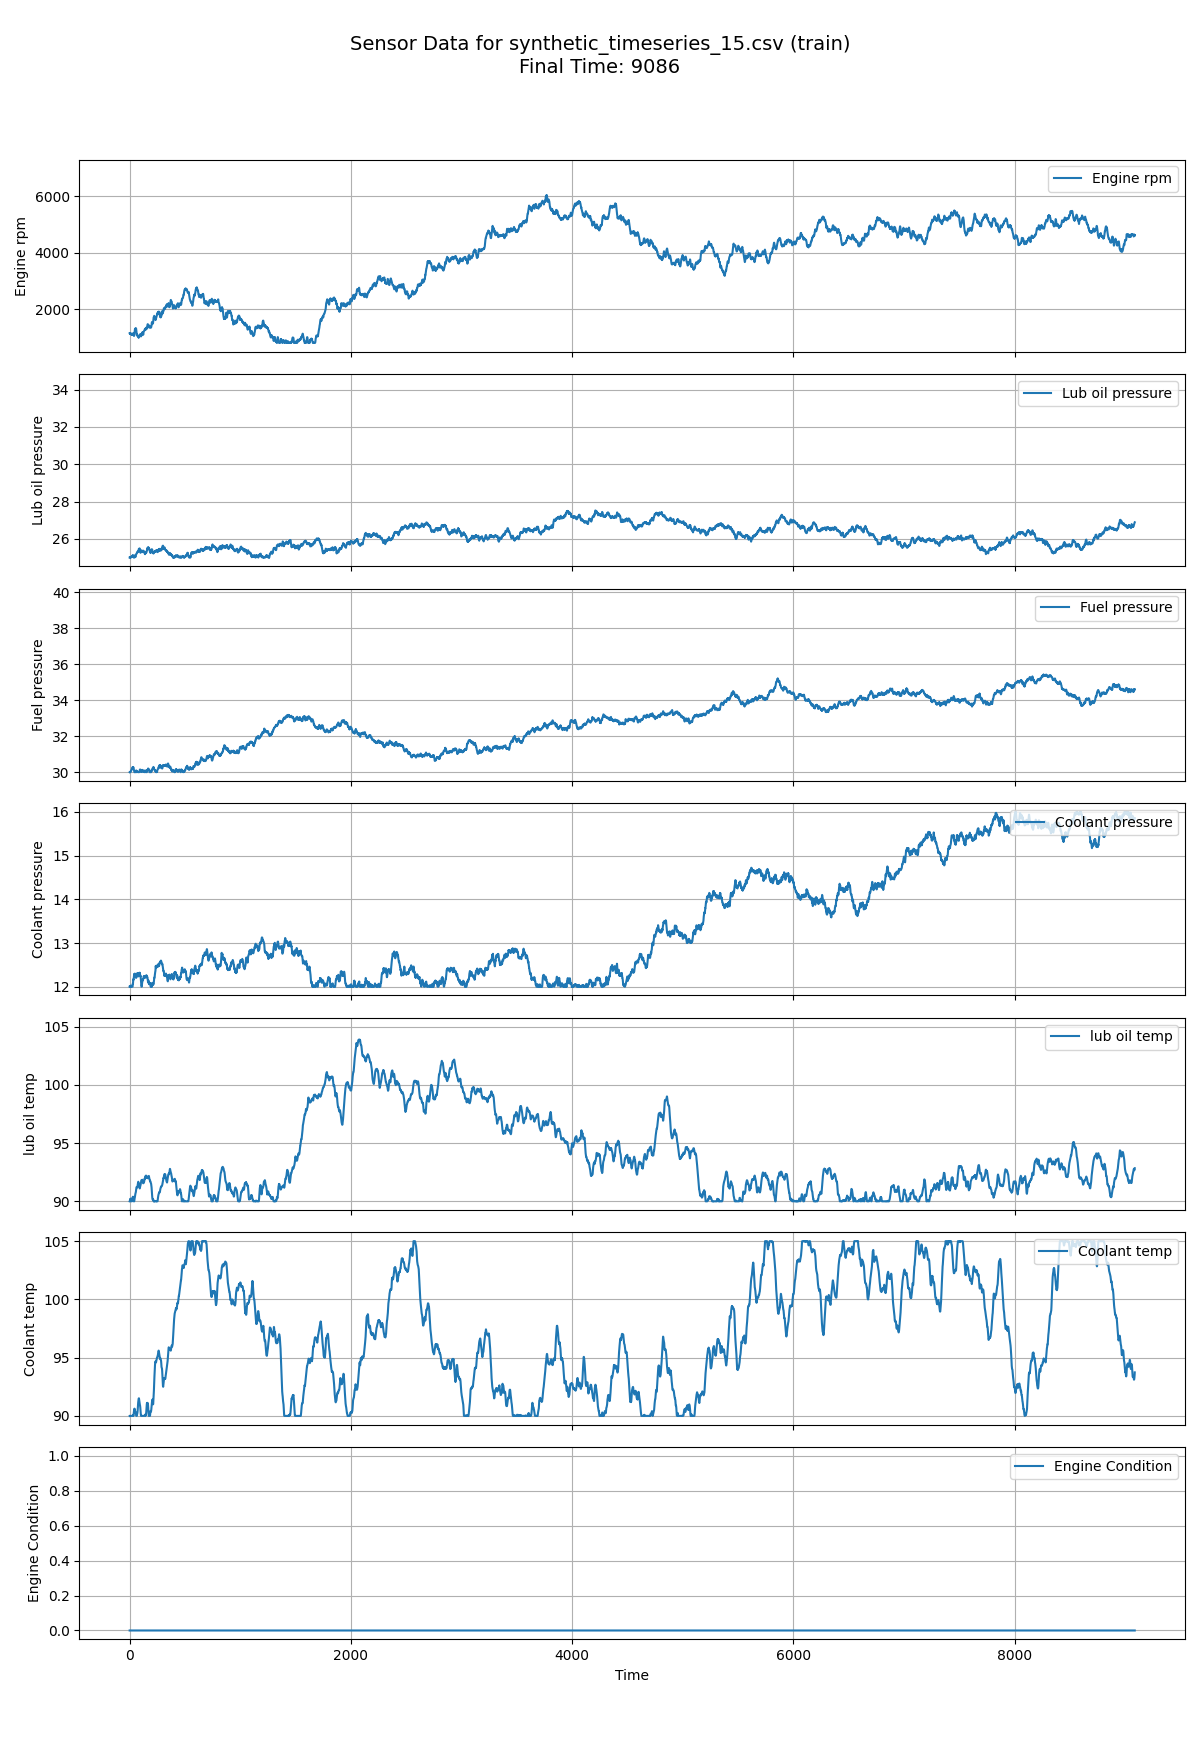 Sensor Data for synthetic_timeseries_15.csv (train)
Final Time: 9086
Engine rpm
6000
4000
2000
Engine rpm
Lub oil pressure
34
32
30
28
26
Lub oil pressure
Fuel pressure
40
38
36
34
32
30
Fuel pressure
Coolant pressure
16
15
14
13
12
Coolant pressure
lub oil temp
105
100
95
90
lub oil temp
Coolant temp
105
100
95
90
Coolant temp
Engine Condition
1.0
0.8
0.6
0.4
0.2
0.0
Engine Condition
0 2000 4000 6000 8000
Time